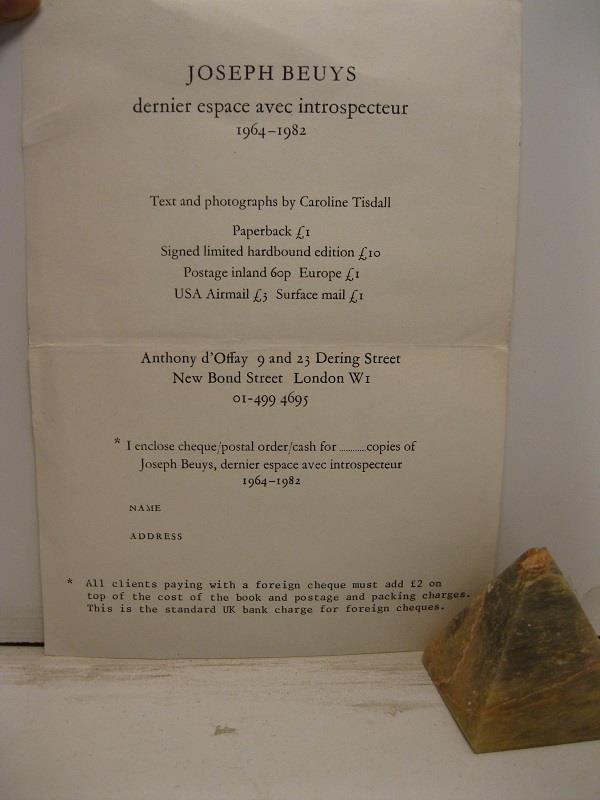 JOSEPH BEUYS
dernier espace avec introspecteur
1964–1982
Text and photographs by Caroline Tisdall
Paperback £1
Signed limited hardbound edition £10
Postage inland 60p Europe £1
USA Airmail £3 Surface mail £1
Anthony d'Offay 9 and 23 Dering Street
New Bond Street London W1
01-499 4695
* I enclose cheque/postal order/cash for ............copies of
Joseph Beuys, dernier espace avec introspecteur
1964–1982
NAME
ADDRESS
* All clients paying with a foreign cheque must add £2 on
top of the cost of the book and postage and packing charges.
This is the standard UK bank charge for foreign cheques.